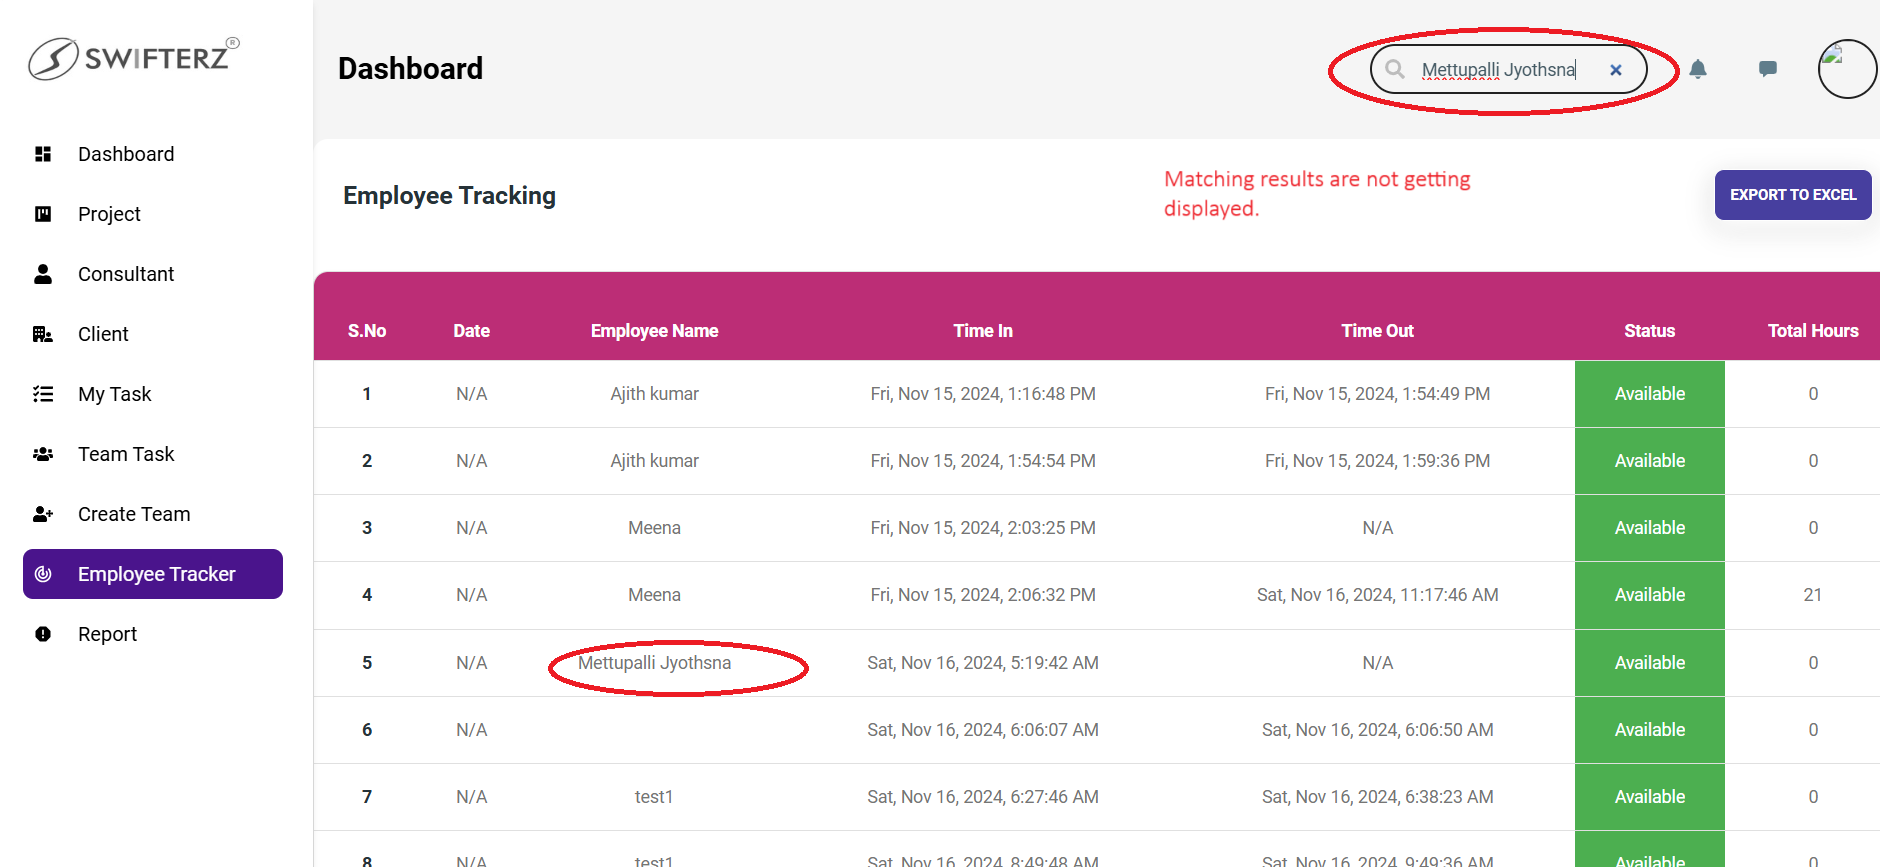 SWIFTERZ®
Dashboard
Mettupalli Jyothsna
Dashboard
Project
Consultant
Client
My Task
Team Task
Create Team
Employee Tracker
Report
Employee Tracking
Matching results are not getting
displayed.
EXPORT TO EXCEL
S.No Date Employee Name Time In Time Out Status Total Hours
1 N/A Ajith kumar Fri, Nov 15, 2024, 1:16:48 PM Fri, Nov 15, 2024, 1:54:49 PM Available 0
2 N/A Ajith kumar Fri, Nov 15, 2024, 1:54:54 PM Fri, Nov 15, 2024, 1:59:36 PM Available 0
3 N/A Meena Fri, Nov 15, 2024, 2:03:25 PM N/A Available 0
4 N/A Meena Fri, Nov 15, 2024, 2:06:32 PM Sat, Nov 16, 2024, 11:17:46 AM Available 21
5 N/A Mettupalli Jyothsna Sat, Nov 16, 2024, 5:19:42 AM N/A Available 0
6 N/A Sat, Nov 16, 2024, 6:06:07 AM Sat, Nov 16, 2024, 6:06:50 AM Available 0
7 N/A test1 Sat, Nov 16, 2024, 6:27:46 AM Sat, Nov 16, 2024, 6:38:23 AM Available 0
8 N/A test1 Sat, Nov 16, 2024, 8:49:48 AM Sat, Nov 16, 2024, 9:49:36 AM Available 0